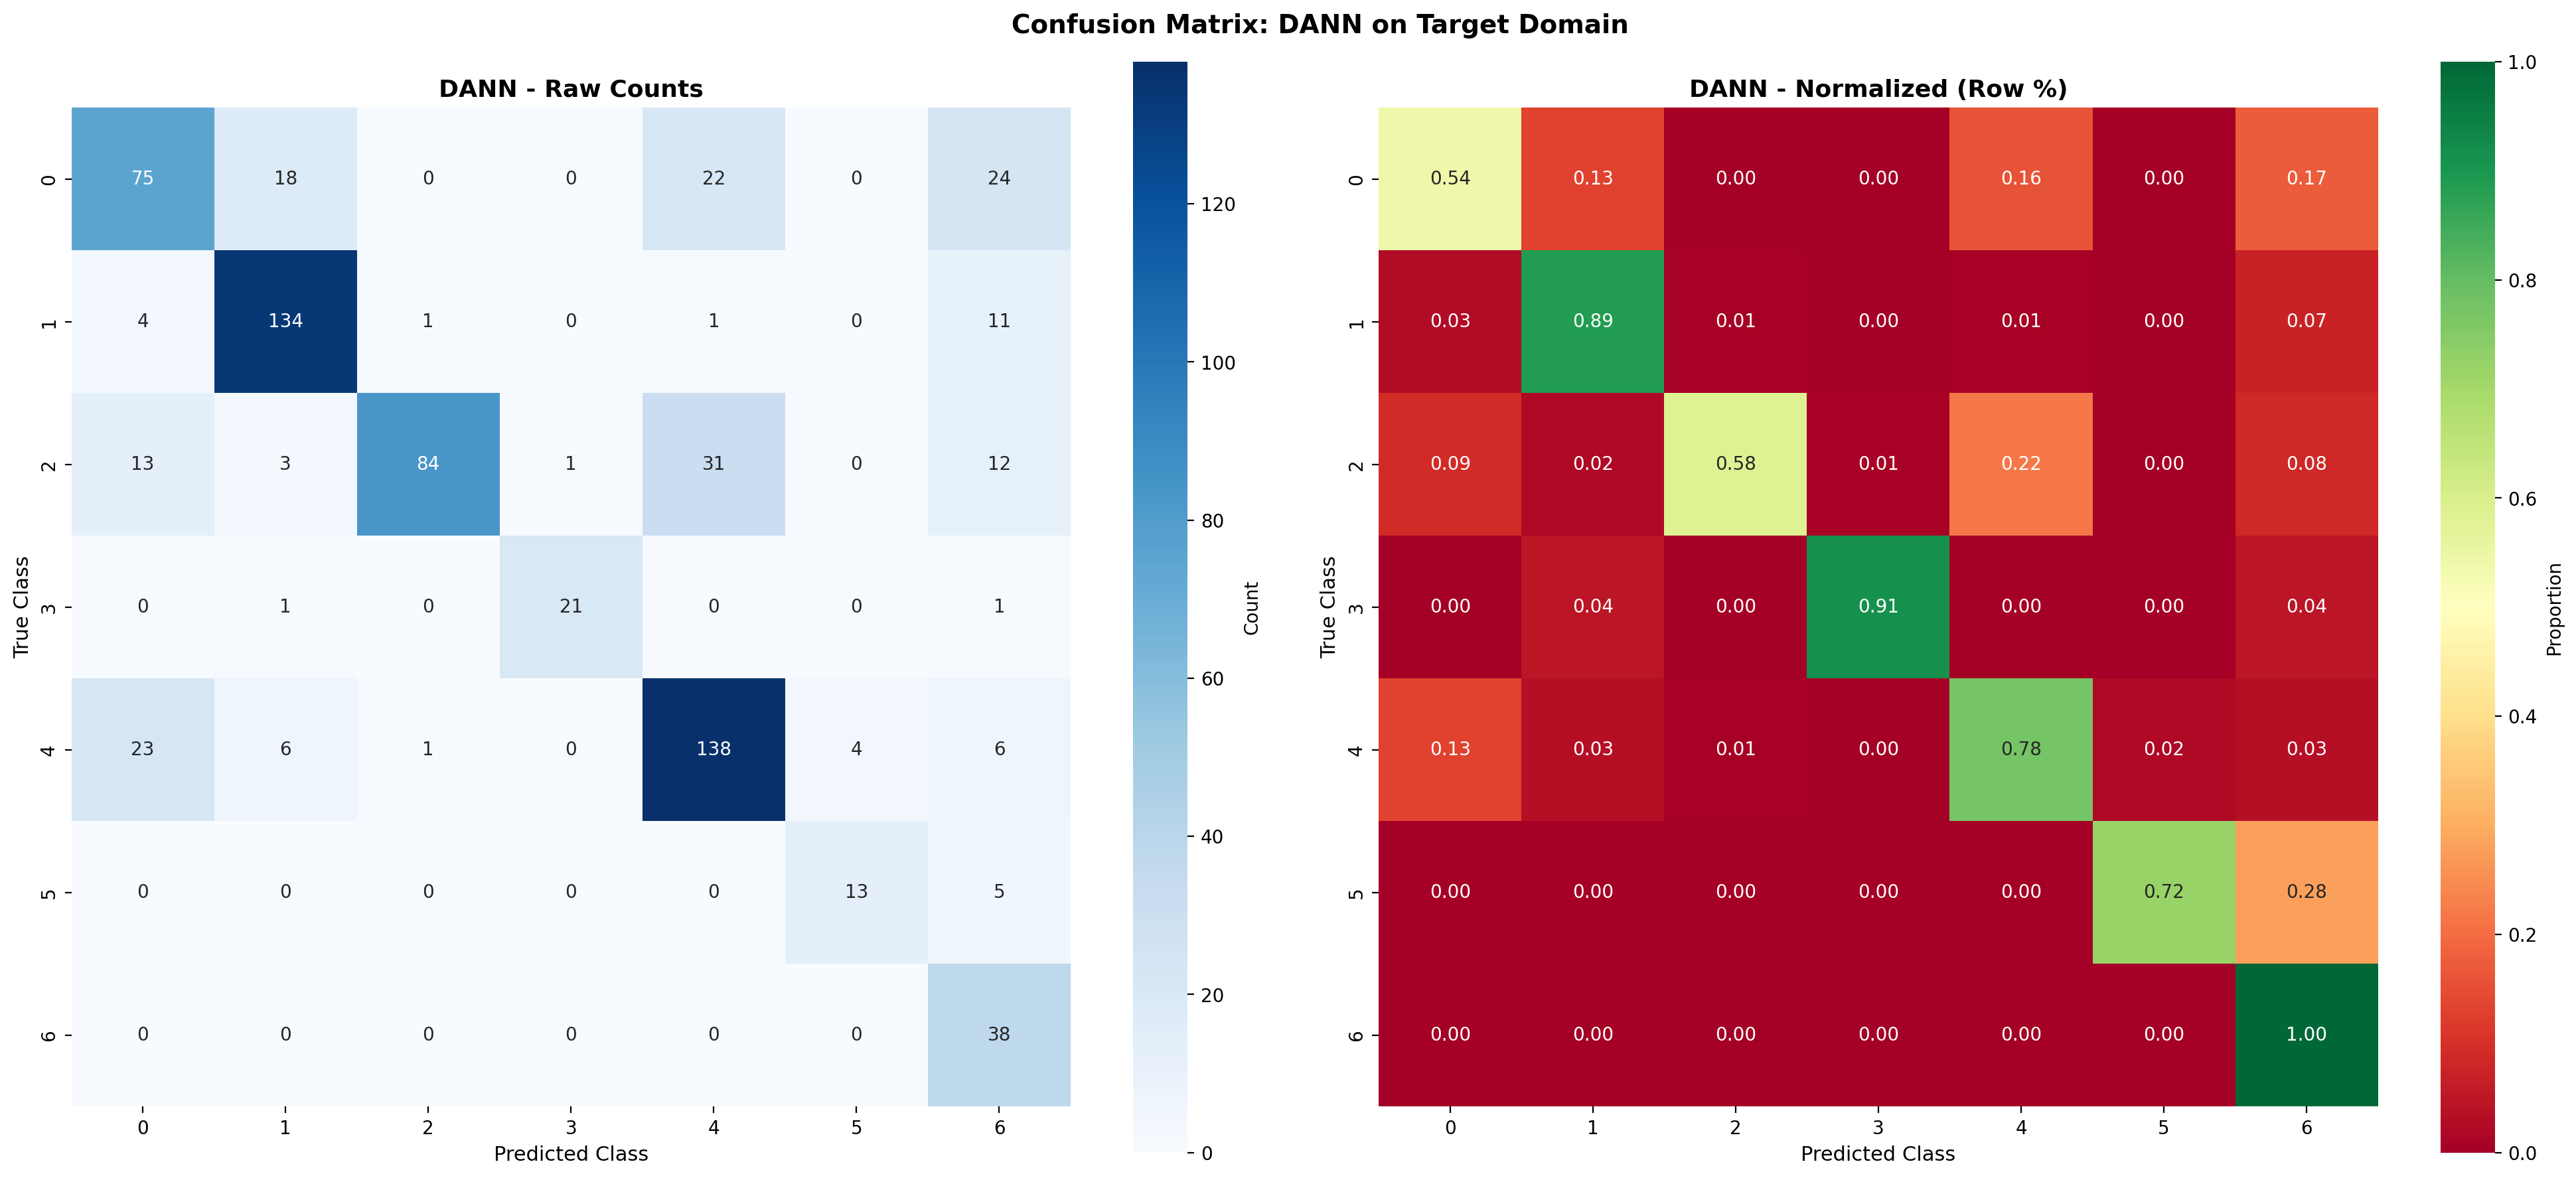 Confusion Matrix: DANN on Target Domain
DANN - Raw Counts
True Class
0 75 18 0 0 22 0 24
1 4 134 1 0 1 0 11
2 13 3 84 1 31 0 12
3 0 1 0 21 0 0 1
4 23 6 1 0 138 4 6
5 0 0 0 0 0 13 5
6 0 0 0 0 0 0 38
0 1 2 3 4 5 6
Predicted Class
120
100
80
60
40
20
0
Count
DANN - Normalized (Row %)
True Class
0 0.54 0.13 0.00 0.00 0.16 0.00 0.17
1 0.03 0.89 0.01 0.00 0.01 0.00 0.07
2 0.09 0.02 0.58 0.01 0.22 0.00 0.08
3 0.00 0.04 0.00 0.91 0.00 0.00 0.04
4 0.13 0.03 0.01 0.00 0.78 0.02 0.03
5 0.00 0.00 0.00 0.00 0.00 0.72 0.28
6 0.00 0.00 0.00 0.00 0.00 0.00 1.00
0 1 2 3 4 5 6
Predicted Class
1.0
0.8
0.6
0.4
0.2
0.0
Proportion